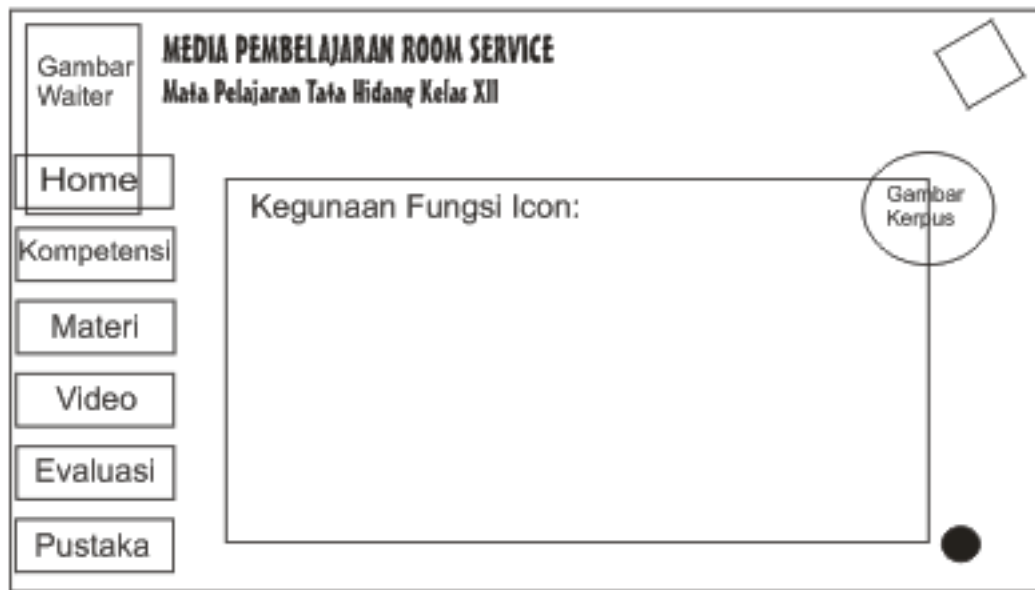 Gambar
Waiter
MEDIA PEMBELAJARAN ROOM SERVICE
Mata Pelajaran Tata Hidang Kelas XII
Home
Kompetensi
Materi
Video
Evaluasi
Pustaka
Kegunaan Fungsi Icon:
Gambar
Kerpus